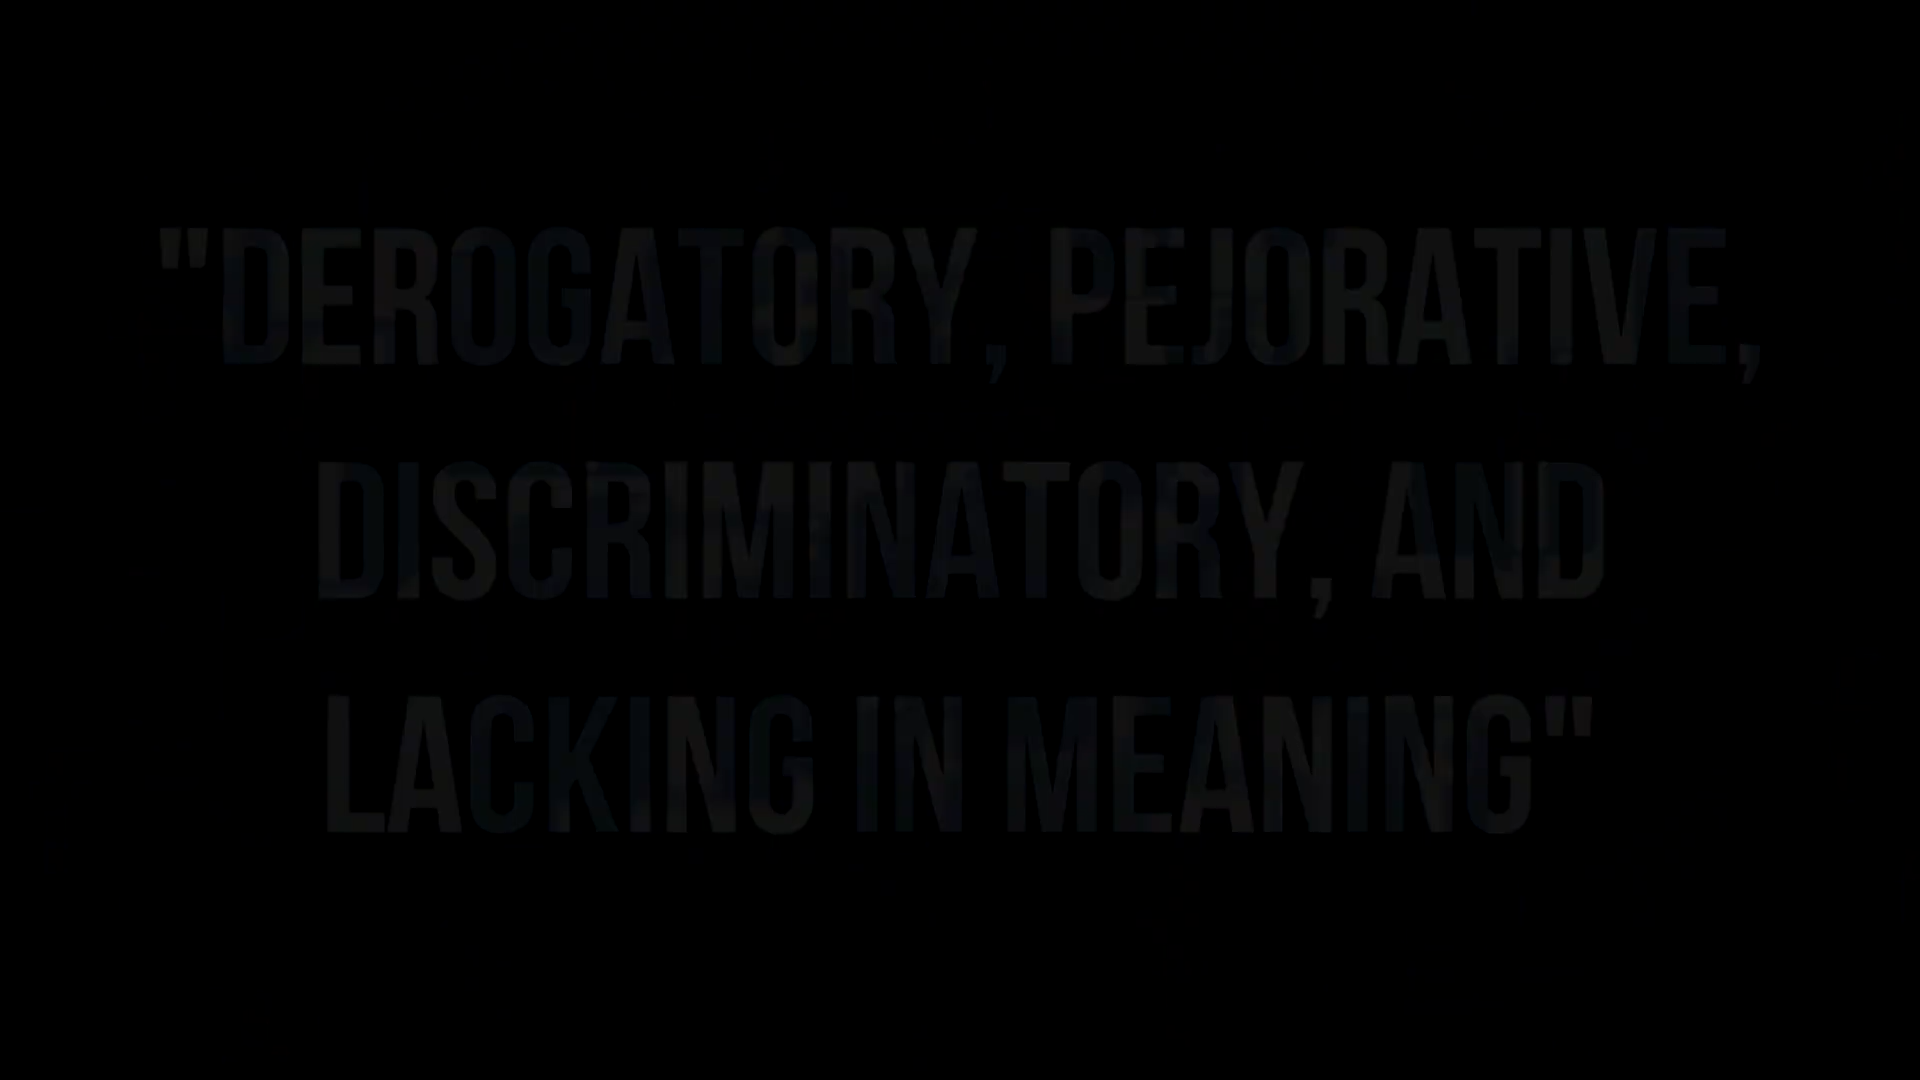 "DEROGATORY, PEJORATIVE,
DISCRIMINATORY, AND
LACKING IN MEANING"